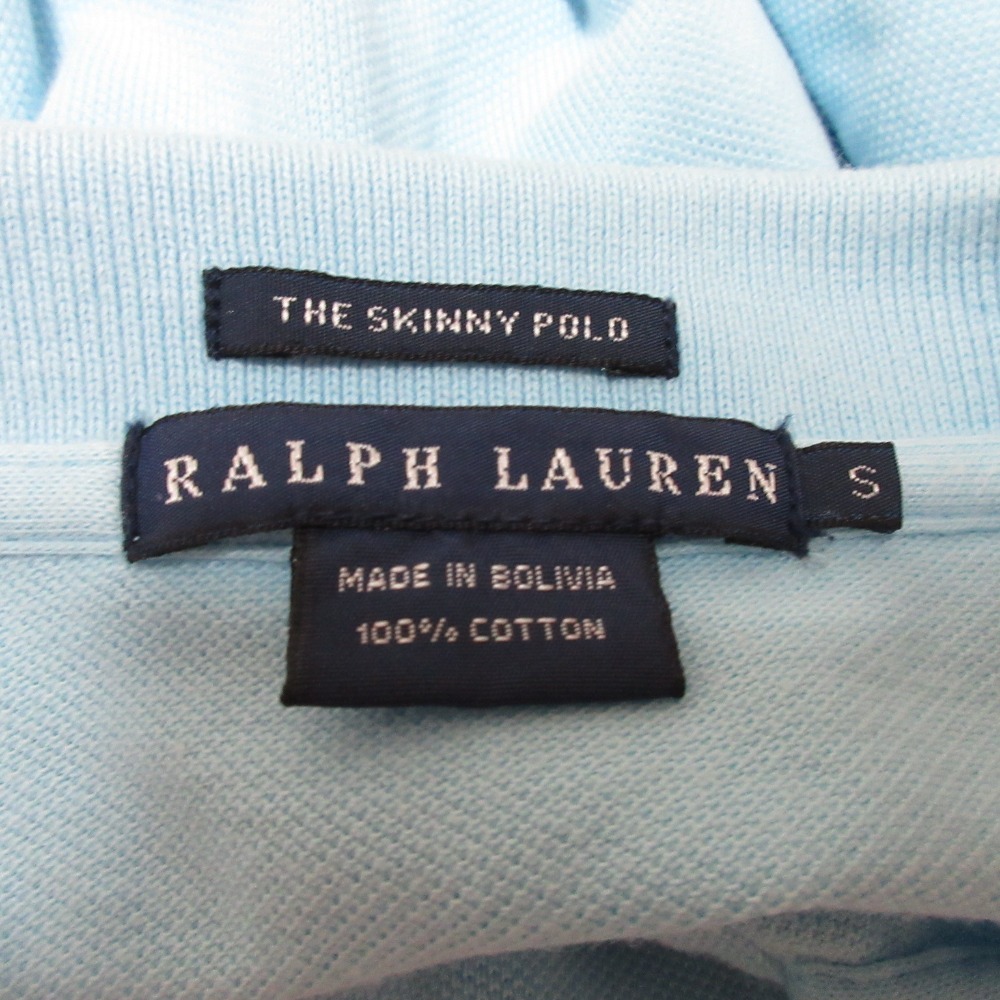 THE SKINNY POLO
RALPH LAUREN
S
MADE IN BOLIVIA
100% COTTON